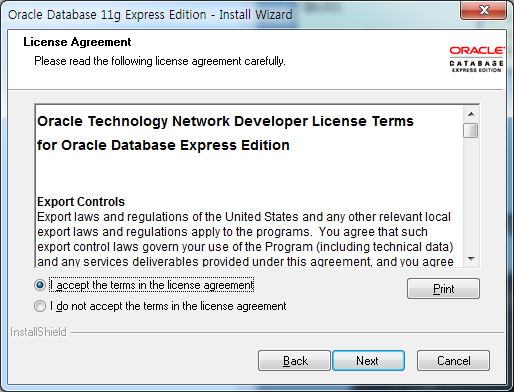 Oracle Database 11g Express Edition - Install Wizard
License Agreement
Please read the following license agreement carefully.
ORACLE
DATABASE
EXPRESS EDITION
Oracle Technology Network Developer License Terms
for Oracle Database Express Edition
Export Controls
Export laws and regulations of the United States and any other relevant local
export laws and regulations apply to the programs. You agree that such
export control laws govern your use of the Program (including technical data)
and any services deliverables provided under this agreement, and you agree
I accept the terms in the license agreement
Print
I do not accept the terms in the license agreement
InstallShield
Back
Next
Cancel